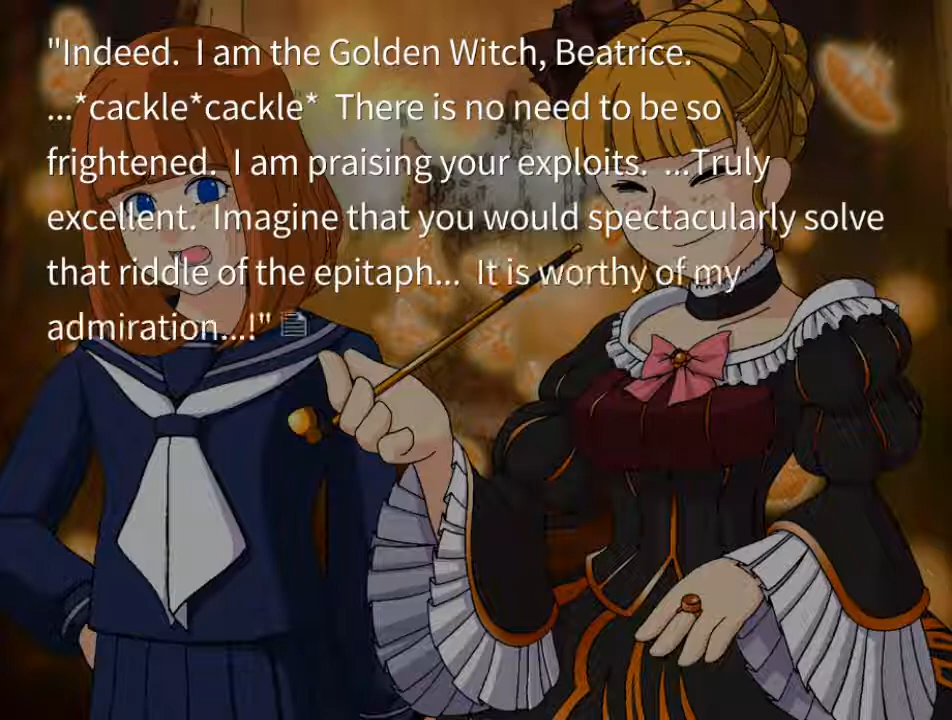 "Indeed.  I am the Golden Witch, Beatrice.
...*cackle*cackle*  There is no need to be so
frightened.  I am praising your exploits.  ...Truly
excellent.  Imagine that you would spectacularly solve
that riddle of the epitaph...  It is worthy of my
admiration...!"